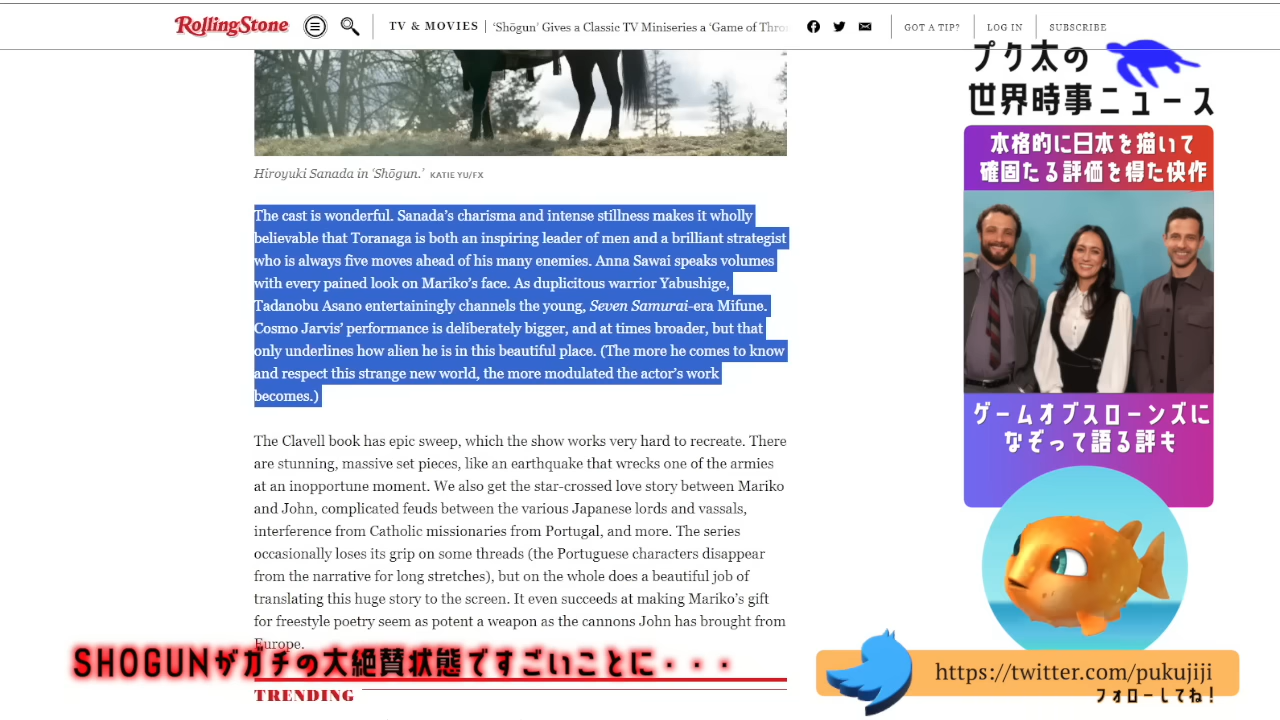 RollingStone
TV & MOVIES
'Shōgun' Gives a Classic TV Miniseries a 'Game of Thro
GOT A TIP?
LOG IN
SUBSCRIBE
プク太の
世界時事ニュース
本格的に日本を描いて
確固たる評価を得た快作
Hiroyuki Sanada in 'Shōgun.' KATIE YU/FX
The cast is wonderful. Sanada's charisma and intense stillness makes it wholly
believable that Toranaga is both an inspiring leader of men and a brilliant strategist
who is always five moves ahead of his many enemies. Anna Sawai speaks volumes
with every pained look on Mariko's face. As duplicitous warrior Yabushige,
Tadanobu Asano entertainingly channels the young, Seven Samurai-era Mifune.
Cosmo Jarvis' performance is deliberately bigger, and at times broader, but that
only underlines how alien he is in this beautiful place. (The more he comes to know
and respect this strange new world, the more modulated the actor's work
becomes.)
ゲームオブスローンズに
なぞって語る評も
The Clavell book has epic sweep, which the show works very hard to recreate. There
are stunning, massive set pieces, like an earthquake that wrecks one of the armies
at an inopportune moment. We also get the star-crossed love story between Mariko
and John, complicated feuds between the various Japanese lords and vassals,
interference from Catholic missionaries from Portugal, and more. The series
occasionally loses its grip on some threads (the Portuguese characters disappear
from the narrative for long stretches), but on the whole does a beautiful job of
translating this huge story to the screen. It even succeeds at making Mariko's gift
for freestyle poetry seem as potent a weapon as the cannons John has brought from
Europe.
SHOGUNがガチの大絶賛状態ですごいことに・・・
https://twitter.com/pukujiji
フォローしてね！
TRENDING